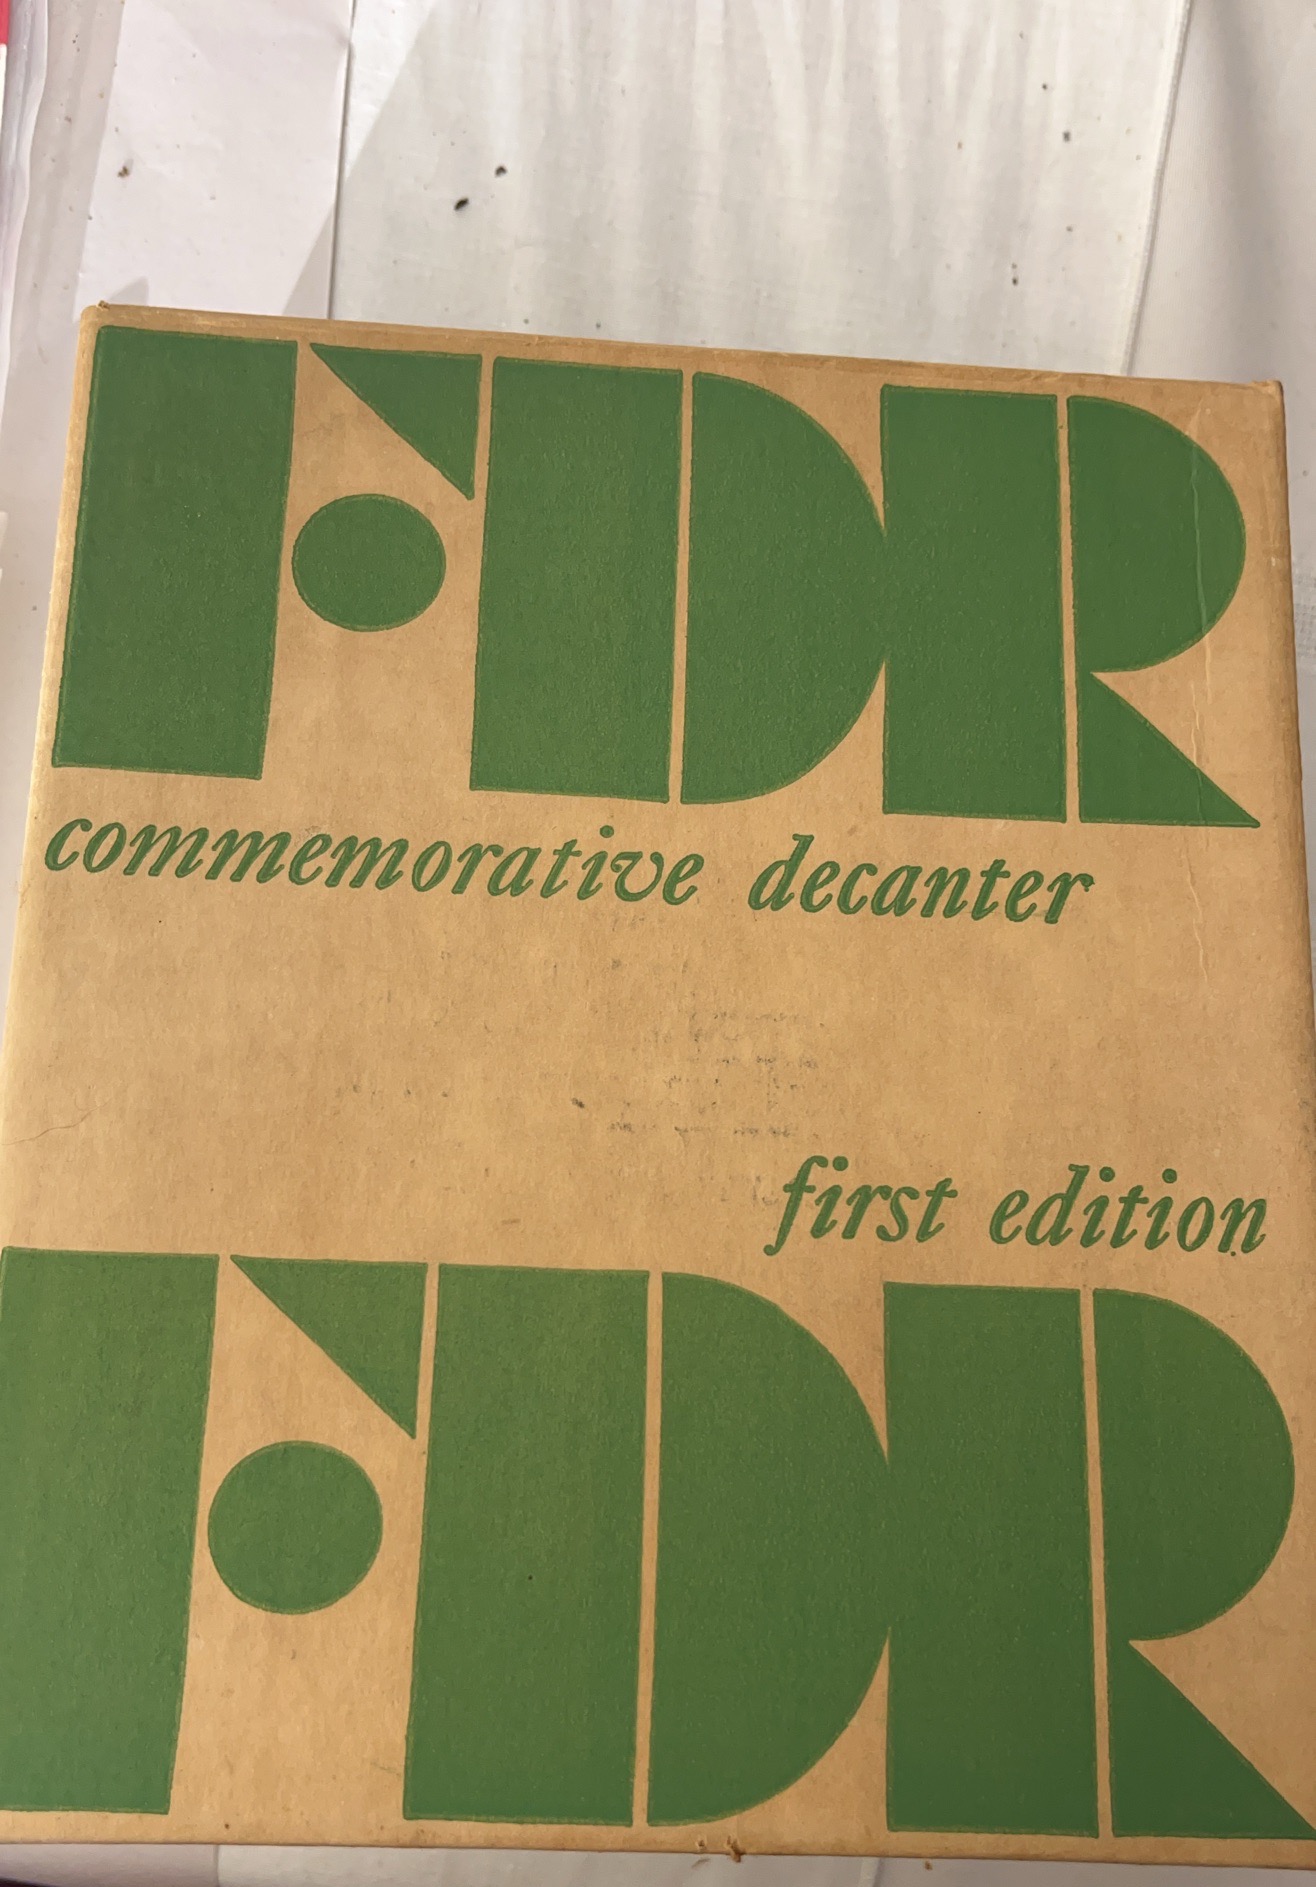 FDR
commemorative decanter
first edition
FDR